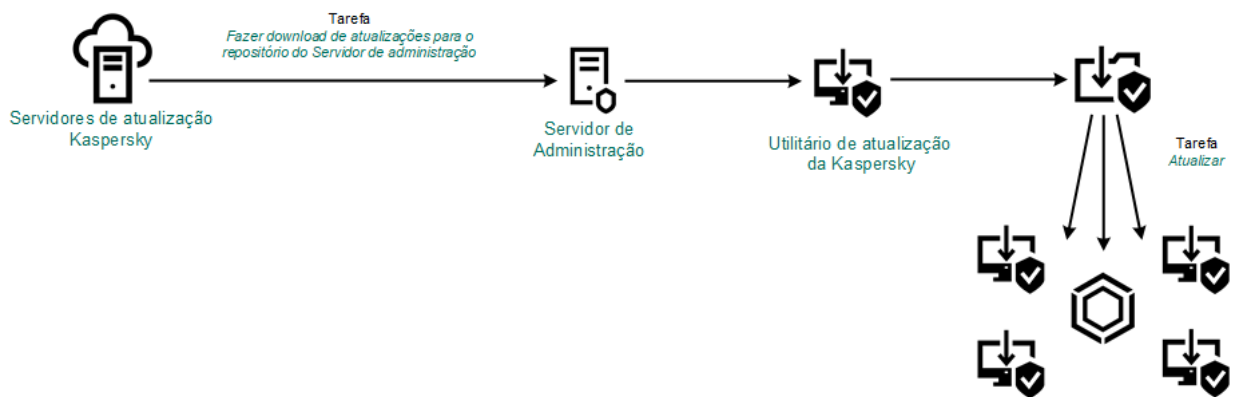 Tarefa
Fazer download de atualizações para o
repositório do Servidor de administração
Servidores de atualização
Kaspersky
Servidor de
Administração
Utilitário de atualização
da Kaspersky
Tarefa
Atualizar